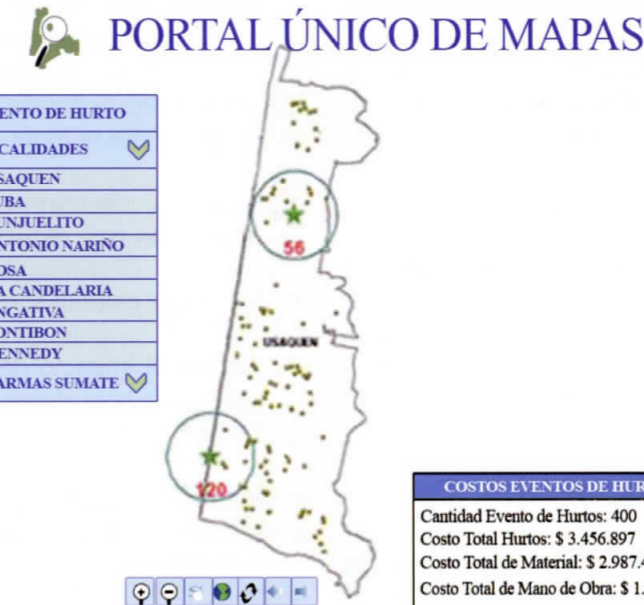 PORTAL ÚNICO DE MAPAS
ENTO DE HURTO
CALIDADES
SAQUEN
UBA
UNJUELITO
NTONIO NARIÑO
OSA
A CANDELARIA
NGATIVA
ONTIBON
ENNEDY
ARMAS SUMATE
56
USAQUEN
120
COSTOS EVENTOS DE HUR
Cantidad Evento de Hurtos: 400
Costo Total Hurtos: $ 3.456.897
Costo Total de Material: $ 2.987.4
Costo Total de Mano de Obra: $ 1.